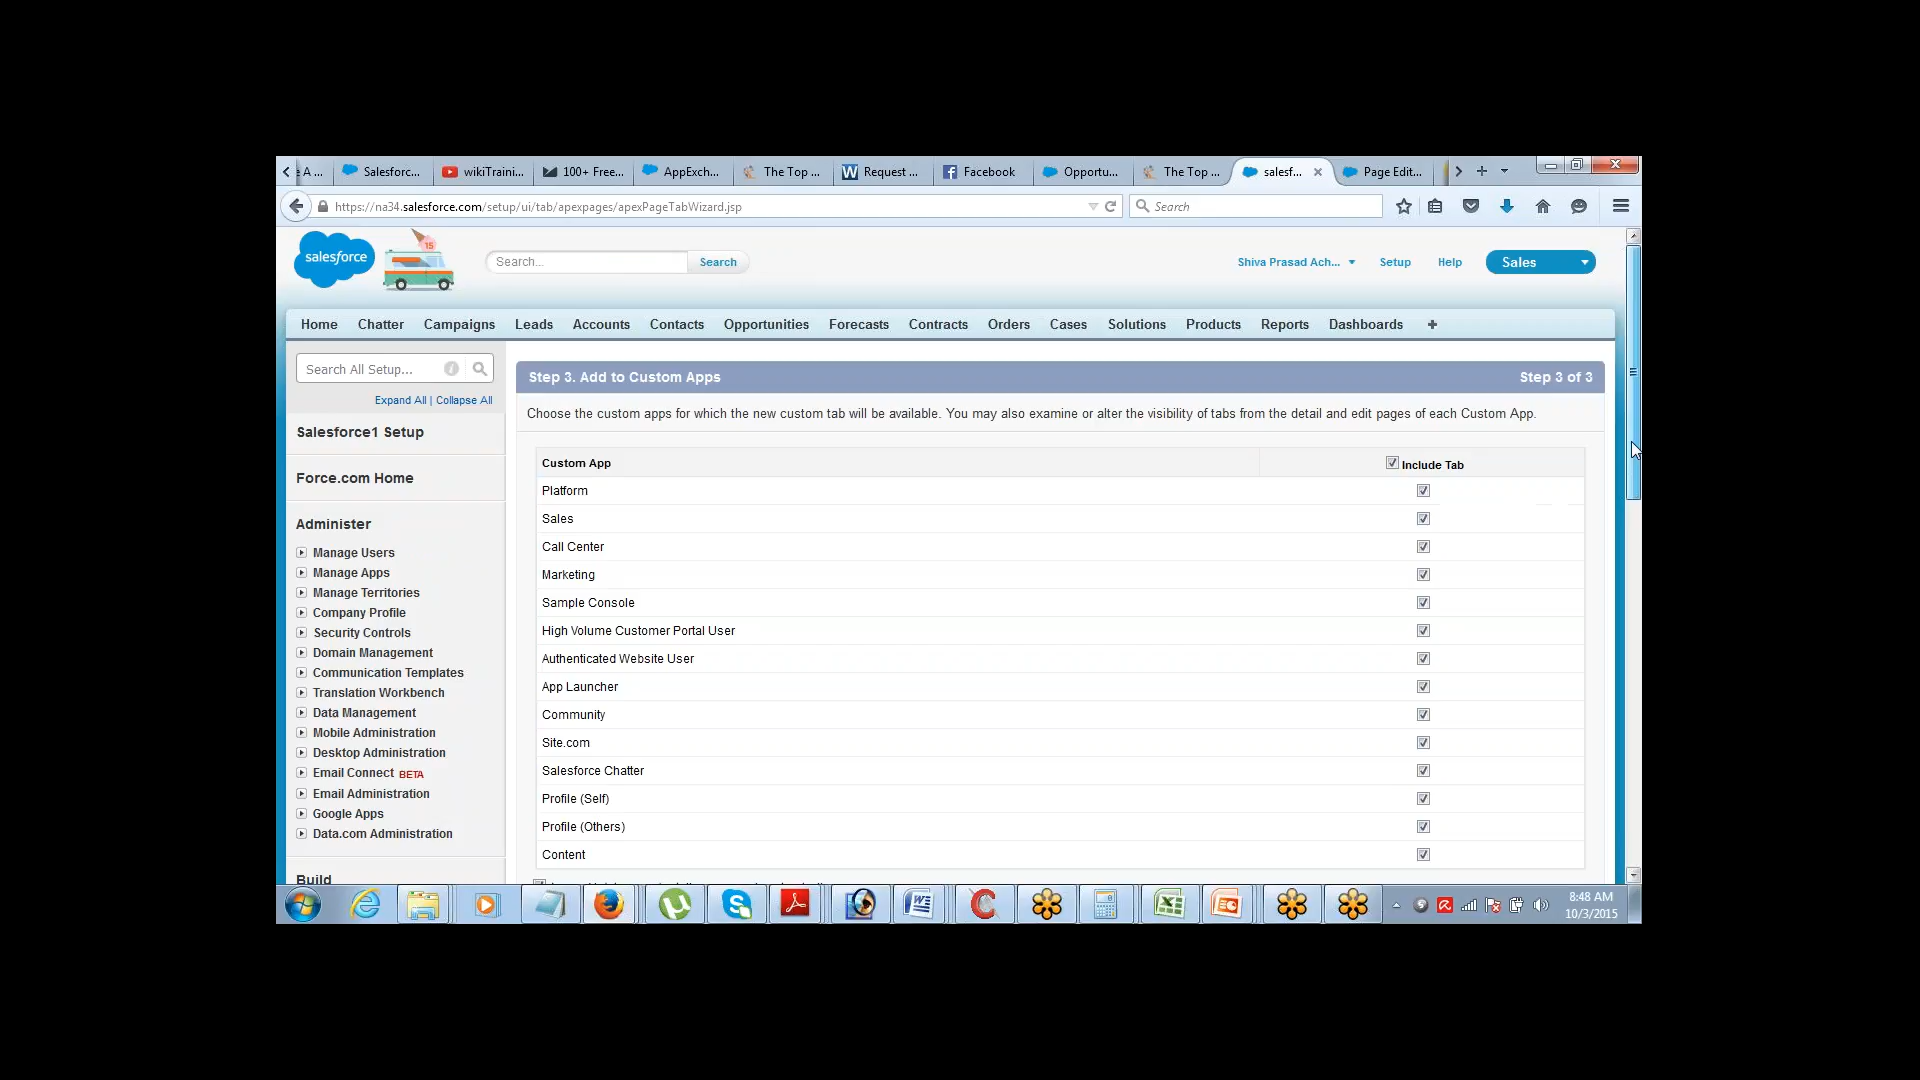 e A ...
Salesforc...
wikiTraini...
100+ Free...
AppExch...
The Top ...
Request ...
Facebook
Opportu...
The Top ...
salesf...
Page Edit...
https://na34.salesforce.com/setup/ui/tab/apexpages/apexPageTabWizard.jsp
Search
salesforce
15
Search...
Search
Shiva Prasad Ach...
Setup
Help
Sales
Home Chatter Campaigns Leads Accounts Contacts Opportunities Forecasts Contracts Orders Cases Solutions Products Reports Dashboards +
Search All Setup...
Expand All | Collapse All
Salesforce1 Setup
Force.com Home
Administer
Manage Users
Manage Apps
Manage Territories
Company Profile
Security Controls
Domain Management
Communication Templates
Translation Workbench
Data Management
Mobile Administration
Desktop Administration
Email Connect BETA
Email Administration
Google Apps
Data.com Administration
Build
Step 3. Add to Custom Apps
Step 3 of 3
Choose the custom apps for which the new custom tab will be available. You may also examine or alter the visibility of tabs from the detail and edit pages of each Custom App.
Custom App
Include Tab
Platform
Sales
Call Center
Marketing
Sample Console
High Volume Customer Portal User
Authenticated Website User
App Launcher
Community
Site.com
Salesforce Chatter
Profile (Self)
Profile (Others)
Content
8:48 AM
10/3/2015